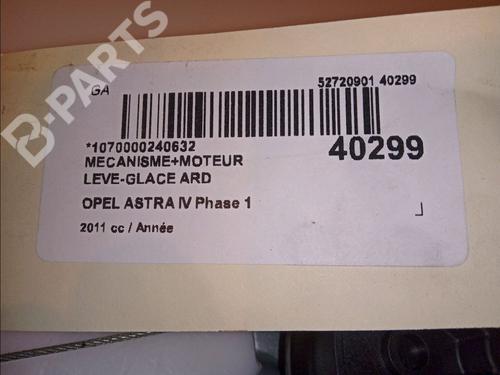 B-PARTS
GA
52720901 40299
*1070000240632
MECANISME+MOTEUR
LEVE-GLACE ARD
40299
OPEL ASTRA IV Phase 1
2011 cc / Année